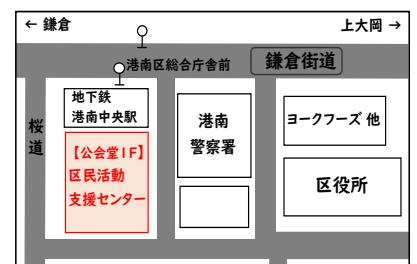 ← 鎌倉
上大岡 →
港南区総合庁舎前
鎌倉街道
地下鉄
港南中央駅
桜道
【公会堂1F】
区民活動
支援センター
港南
警察署
ヨークフーズ 他
区役所